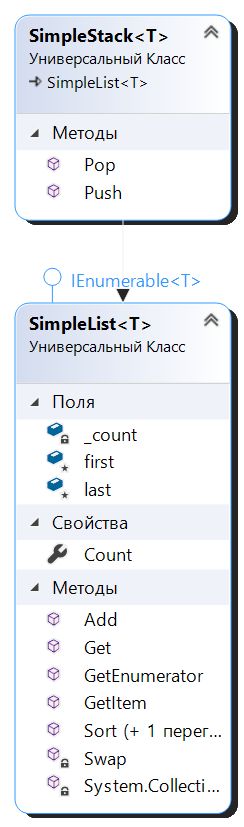 SimpleStack<T>
Универсальный Класс
SimpleList<T>
Методы
Pop
Push
IEnumerable<T>
SimpleList<T>
Универсальный Класс
Поля
_count
first
last
Свойства
Count
Методы
Add
Get
GetEnumerator
GetItem
Sort (+ 1 перег...
Swap
System.Collecti...